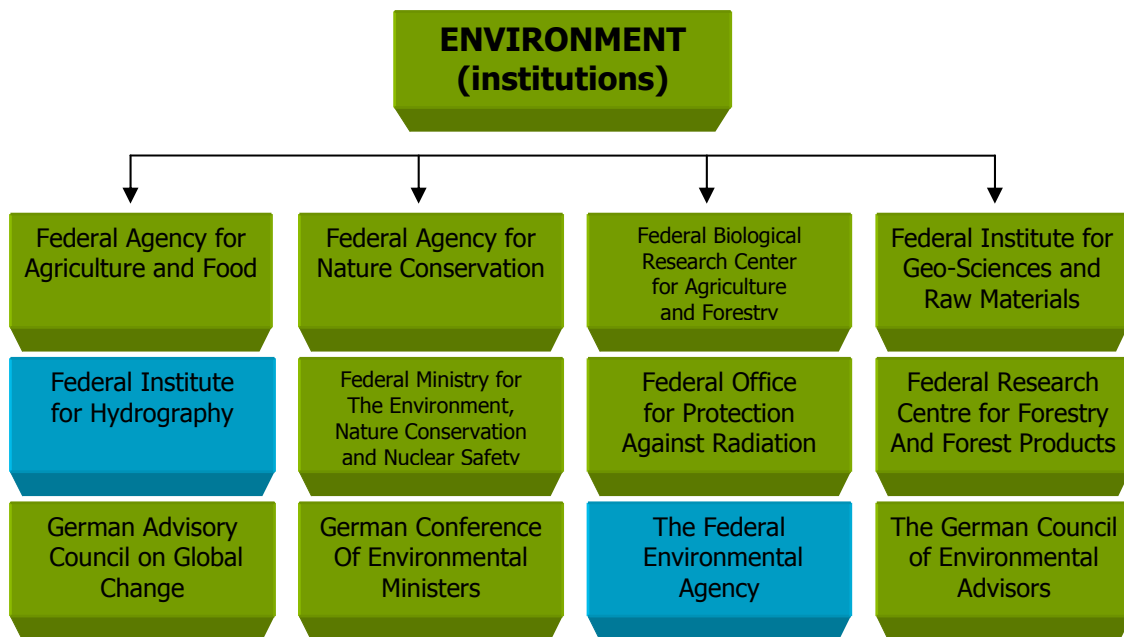 ENVIRONMENT
(institutions)
Federal Agency for
Agriculture and Food
Federal Agency for
Nature Conservation
Federal Biological
Research Center
for Agriculture
and Forestry
Federal Institute for
Geo-Sciences and
Raw Materials
Federal Institute
for Hydrography
Federal Ministry for
The Environment,
Nature Conservation
and Nuclear Safety
Federal Office
for Protection
Against Radiation
Federal Research
Centre for Forestry
And Forest Products
German Advisory
Council on Global
Change
German Conference
Of Environmental
Ministers
The Federal
Environmental
Agency
The German Council
of Environmental
Advisors